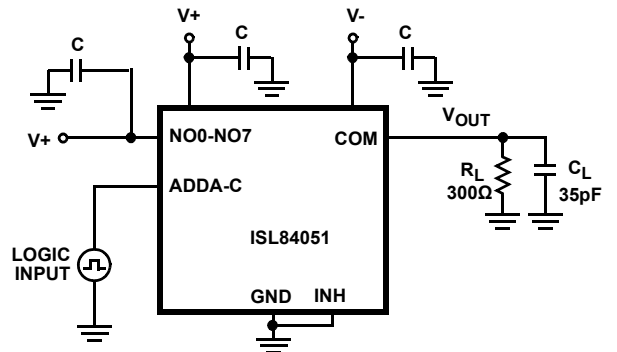 V+
V-
C
C
C
V+
NO0-NO7
COM
VOUT
ADDA-C
RL
300Ω
CL
35pF
ISL84051
LOGIC
INPUT
GND
INH